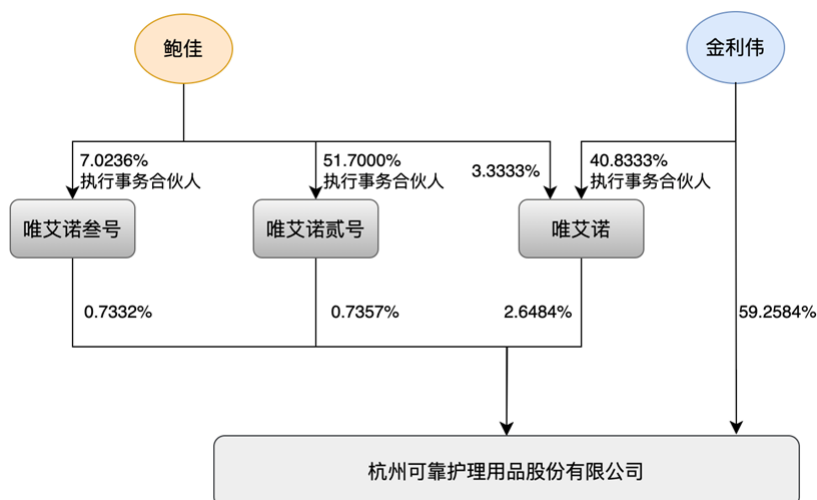 鲍佳
金利伟
7.0236%
执行事务合伙人
51.7000%
执行事务合伙人
3.3333%
40.8333%
执行事务合伙人
唯艾诺叁号
唯艾诺贰号
唯艾诺
0.7332%
0.7357%
2.6484%
59.2584%
杭州可靠护理用品股份有限公司